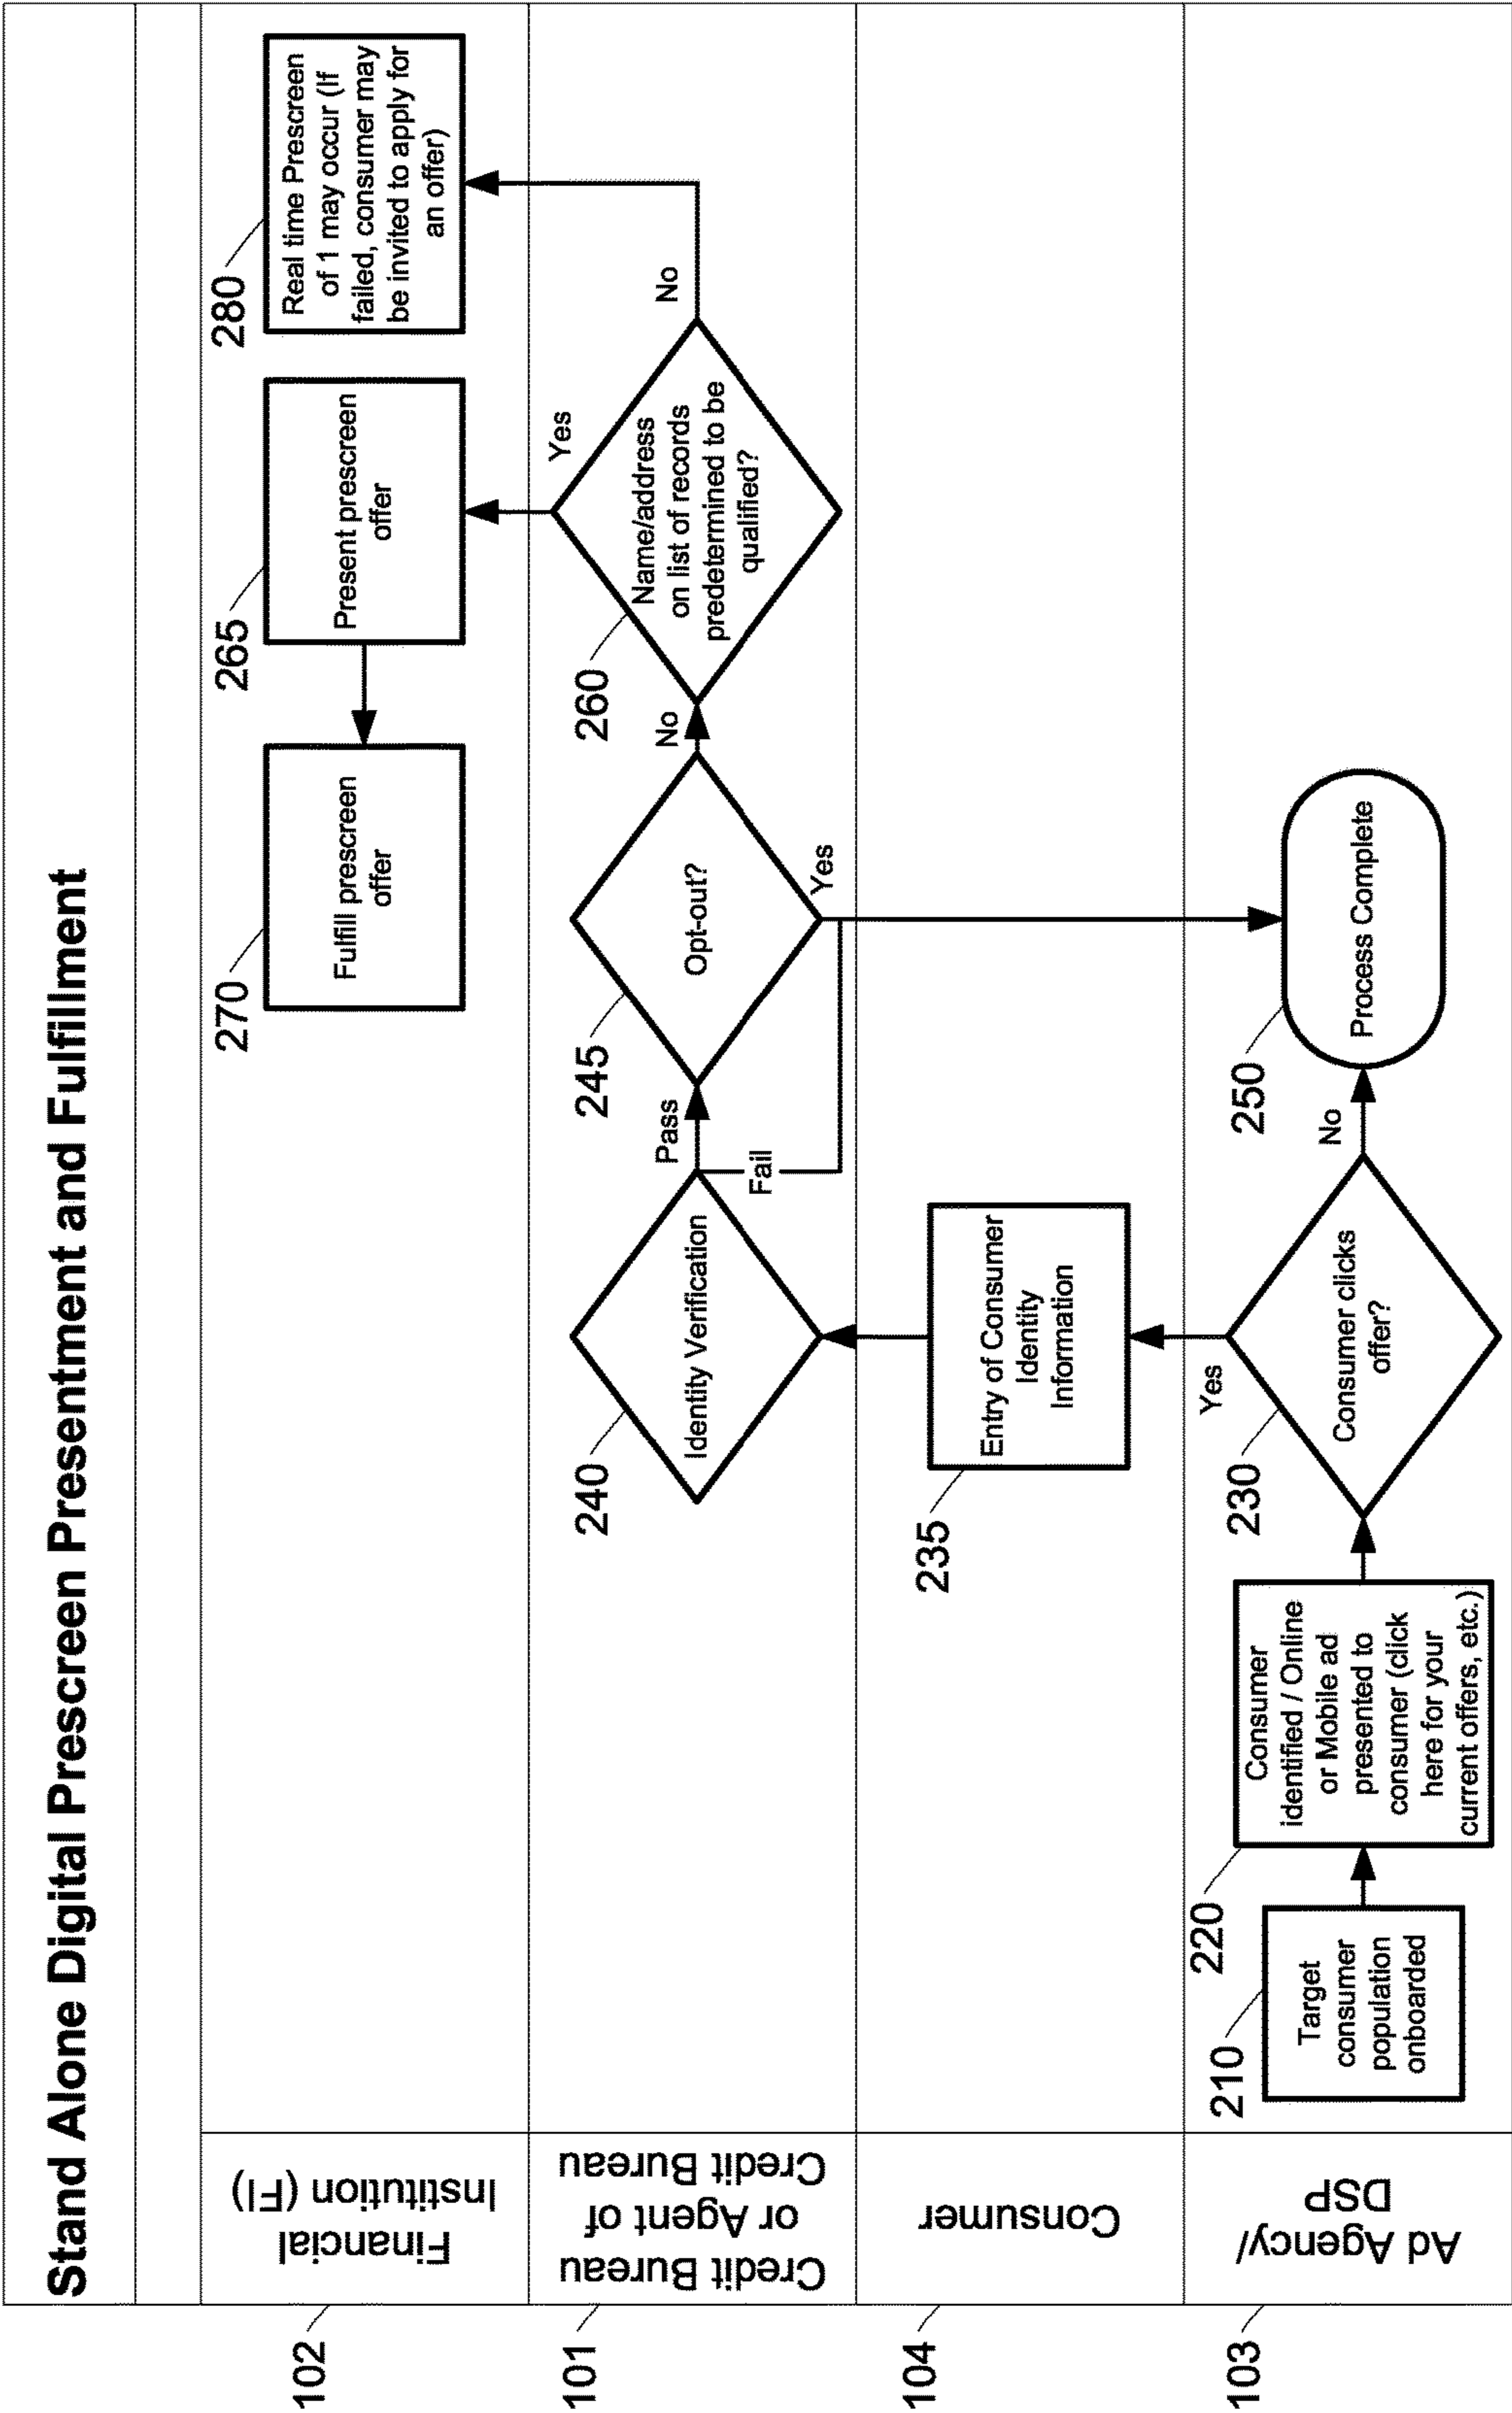 Stand Alone Digital Prescreen Presentment and Fulfillment
102
Financial
Institution (FI)
270
Fulfill prescreen
offer
265
Present prescreen
offer
280
Real time Prescreen
of 1 may occur (If
failed, consumer may
be invited to apply for
an offer)
101
Credit Bureau
or Agent of
Credit Bureau
240
Identity Verification
Pass
Fail
245
Opt-out?
No
Yes
260
Name/address
on list of records
predetermined to be
qualified?
Yes
No
104
Consumer
235
Entry of Consumer
Identity
Information
103
Ad Agency/
DSP
210
Target
consumer
population
onboarded
220
Consumer
identified / Online
or Mobile ad
presented to
consumer (click
here for your
current offers, etc.)
230
Consumer clicks
offer?
Yes
No
250
Process Complete